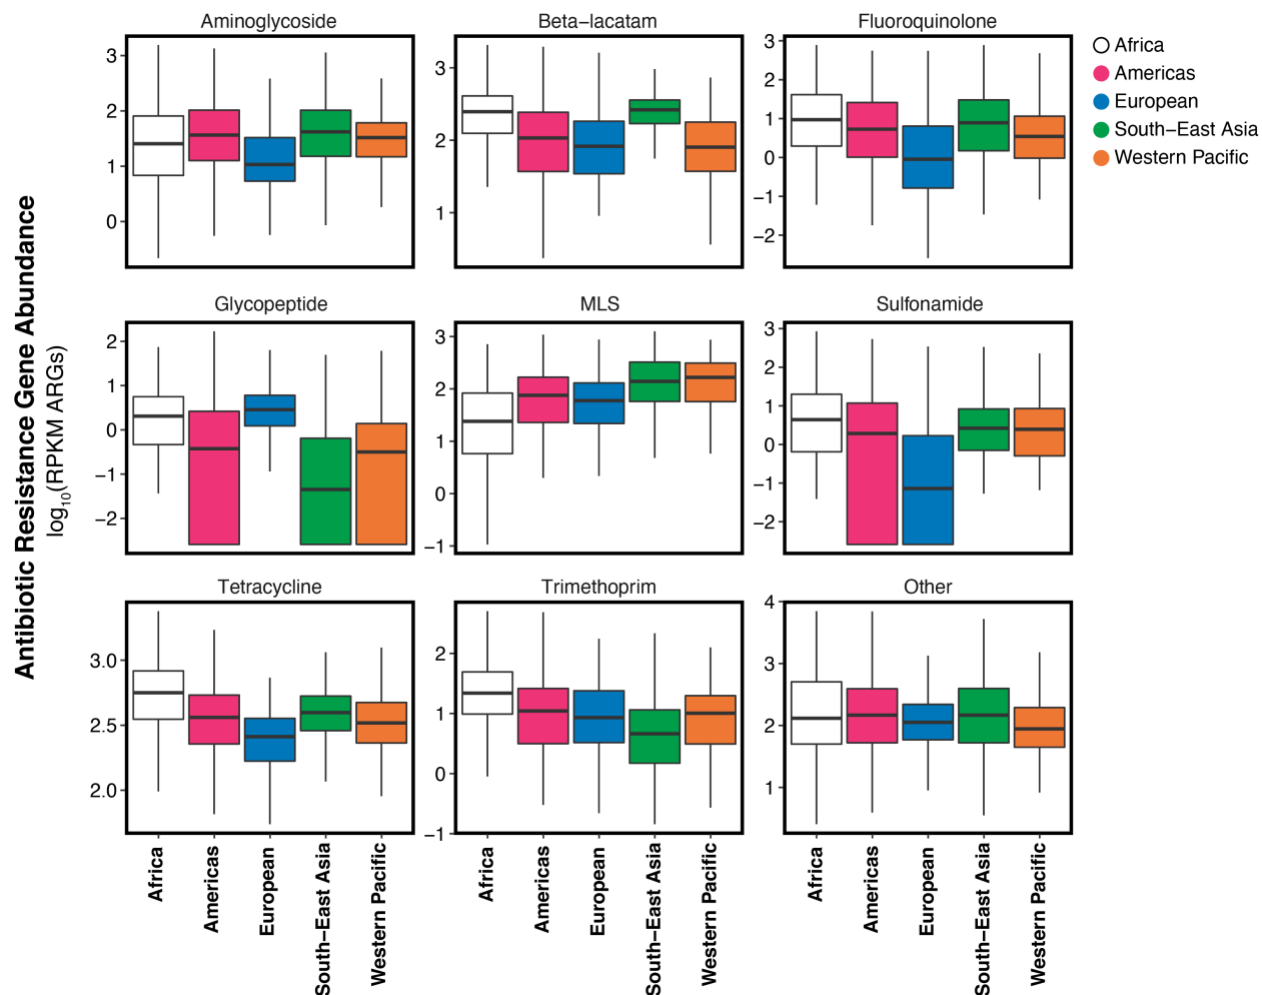 Aminoglycoside
Beta−lacatam
Fluoroquinolone
Africa
Americas
European
South−East Asia
Western Pacific
Antibiotic Resistance Gene Abundance
log₁₀(RPKM ARGs)
3
2
1
0
3
2
1
3
2
1
0
−1
−2
Glycopeptide
MLS
Sulfonamide
2
1
0
−1
−2
3
2
1
0
−1
3
2
1
0
−1
−2
Tetracycline
Trimethoprim
Other
3.0
2.5
2.0
2
1
0
−1
4
3
2
1
Africa
Americas
European
South−East Asia
Western Pacific
Africa
Americas
European
South−East Asia
Western Pacific
Africa
Americas
European
South−East Asia
Western Pacific